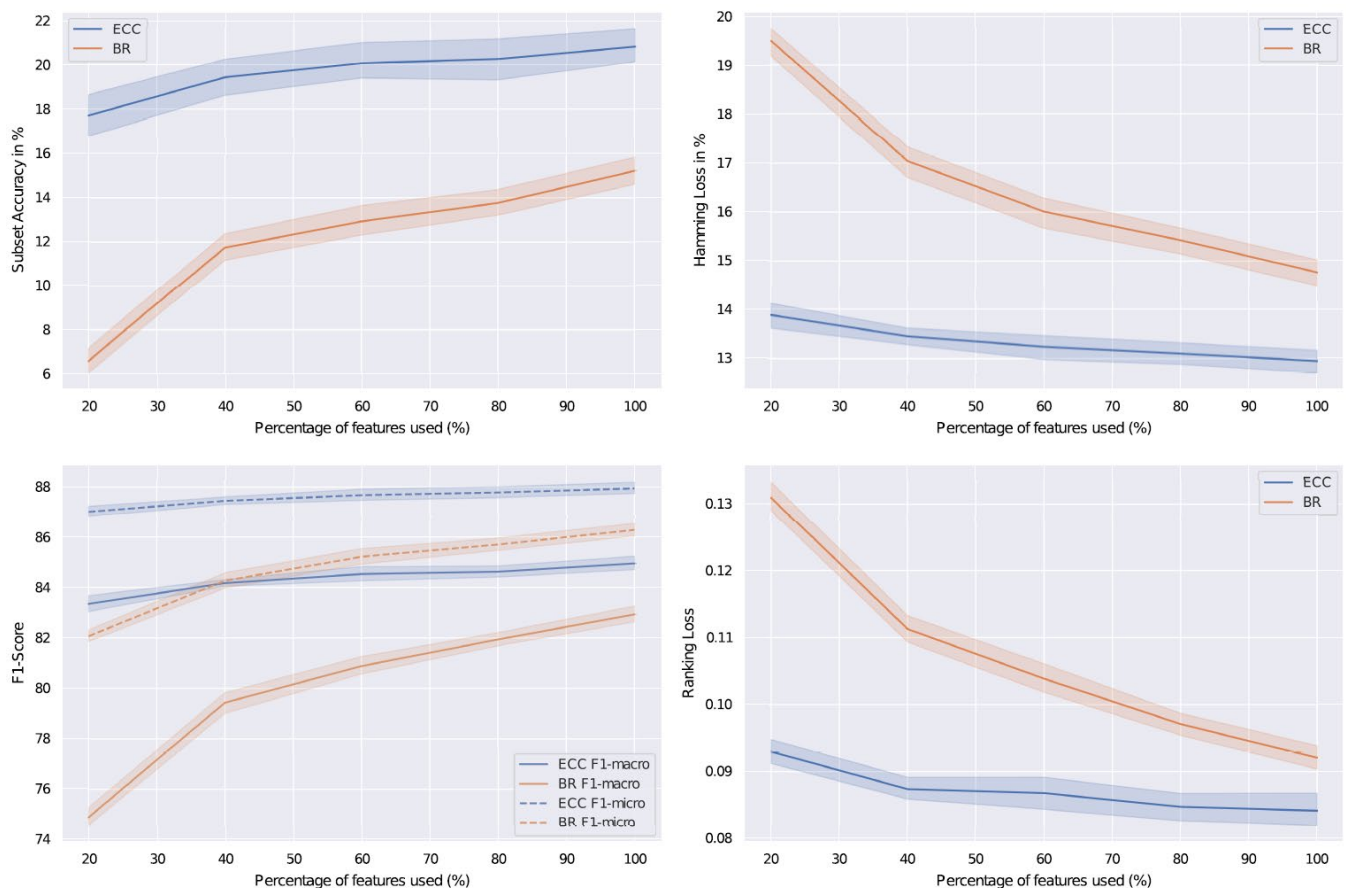 ECC
BR
22
20
18
16
14
12
10
8
6
Subset Accuracy in %
20 30 40 50 60 70 80 90 100
Percentage of features used (%)
ECC
BR
20
19
18
17
16
15
14
13
Hamming Loss in %
20 30 40 50 60 70 80 90 100
Percentage of features used (%)
88
86
84
82
80
78
76
74
F1-Score
ECC F1-macro
BR F1-macro
ECC F1-micro
BR F1-micro
20 30 40 50 60 70 80 90 100
Percentage of features used (%)
ECC
BR
0.13
0.12
0.11
0.10
0.09
0.08
Ranking Loss
20 30 40 50 60 70 80 90 100
Percentage of features used (%)